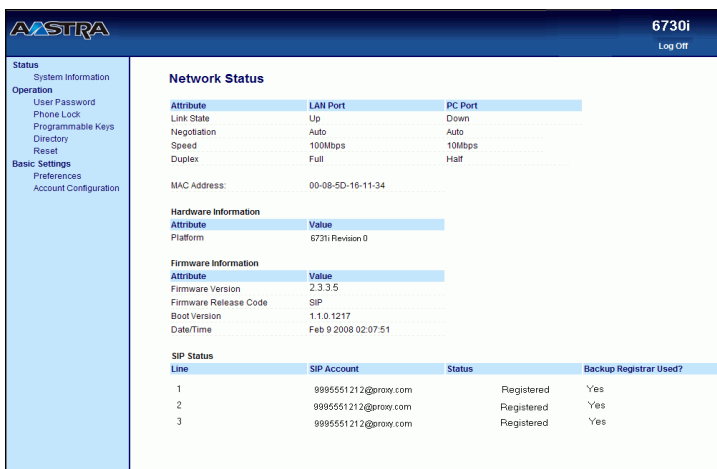 AASTRA
6730i
Log Off
Status
System Information
Operation
User Password
Phone Lock
Programmable Keys
Directory
Reset
Basic Settings
Preferences
Account Configuration
Network Status
Attribute LAN Port PC Port
Link State Up Down
Negotiation Auto Auto
Speed 100Mbps 10Mbps
Duplex Full Half
MAC Address: 00-08-5D-16-11-34
Hardware Information
Attribute Value
Platform 6731i Revision 0
Firmware Information
Attribute Value
Firmware Version 2.3.3.5
Firmware Release Code SIP
Boot Version 1.1.0.1217
Date/Time Feb 9 2008 02:07:51
SIP Status
Line SIP Account Status Backup Registrar Used?
1 9995551212@proxy.com Registered Yes
2 9995551212@proxy.com Registered Yes
3 9995551212@proxy.com Registered Yes